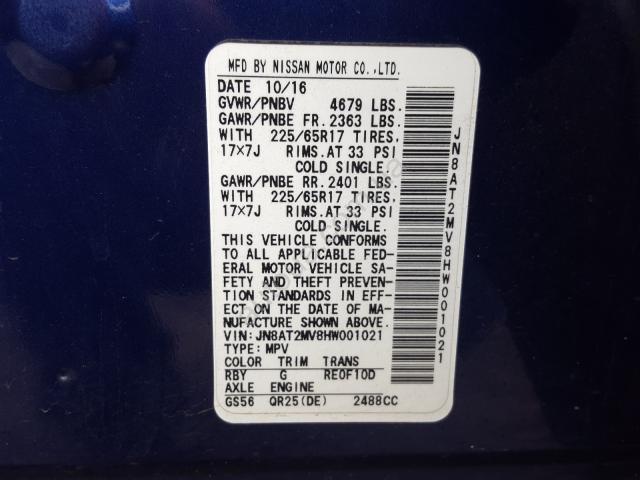 MFD BY NISSAN MOTOR CO.,LTD.
DATE 10/16
GVWR/PNBV 4679 LBS.
GAWR/PNBE FR. 2363 LBS.
WITH 225/65R17 TIRES.
17×7J RIMS. AT 33 PSI
COLD SINGLE.
GAWR/PNBE RR. 2401 LBS.
WITH 225/65R17 TIRES.
17×7J RIMS. AT 33 PSI
COLD SINGLE.
THIS VEHICLE CONFORMS
TO ALL APPLICABLE FED-
ERAL MOTOR VEHICLE SA-
FETY AND THEFT PREVEN-
TION STANDARDS IN EFF-
ECT ON THE DATE OF MA-
NUFACTURE SHOWN ABOVE.
VIN: JN8AT2MV8HW001021
TYPE: MPV
COLOR TRIM TRANS
RBY G RE0F10D
AXLE ENGINE
GS56 QR25(DE) 2488CC
JN8AT2MV8HW001021